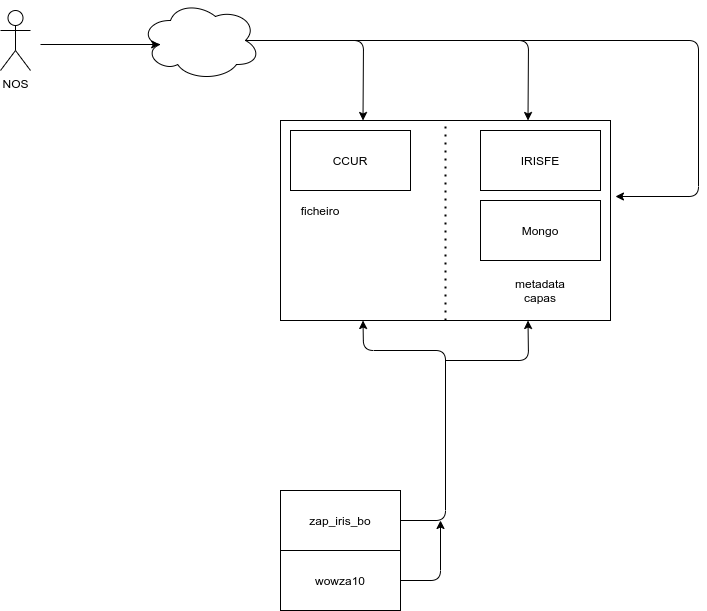 NOS
CCUR
IRISFE
ficheiro
Mongo
metadata
capas
zap_iris_bo
wowza10